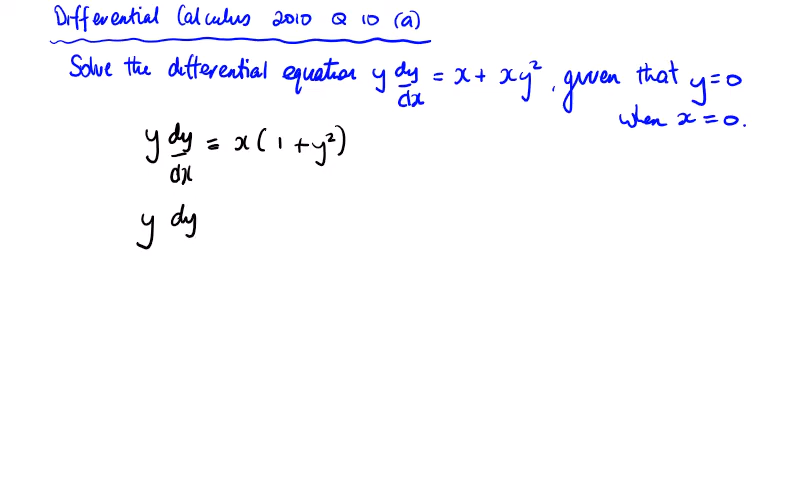 Differential Calculus 2010 Q 10 (a)
Solve the differential equation y dy/dx = x + xy², given that y=0
when x = 0.
y dy/dx = x(1+y²)
y dy